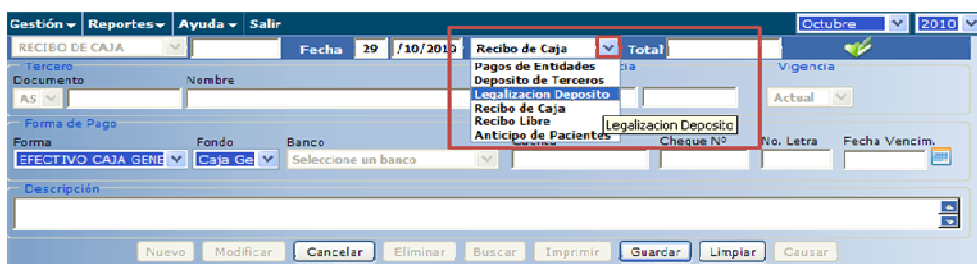 Gestión Reportes Ayuda Salir Octubre 2010
RECIBO DE CAJA Fecha 29 /10/2010 Recibo de Caja Total
Tercero Vigencia
Documento Nombre
AS Actual
Pagos de Entidades
Deposito de Terceros
Legalizacion Deposito
Recibo de Caja
Recibo Libre
Anticipo de Pacientes
Legalizacion Deposito
Forma de Pago
Forma Fondo Banco Cuenta Cheque Nº No. Letra Fecha Vencim.
EFECTIVO CAJA GENE Caja Ge Seleccione un banco
Descripción
Nuevo Modificar Cancelar Eliminar Buscar Imprimir Guardar Limpiar Causar